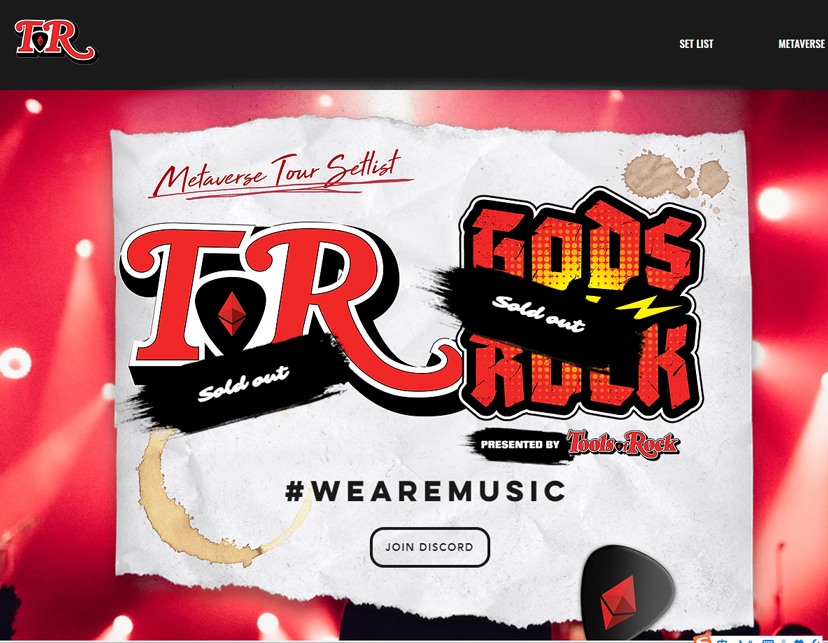 TR
SET LIST
METAVERSE
Metaverse Tour Setlist
TR
Sold out
GODS
Sold out
ROCK
PRESENTED BY Tools of Rock
#WEAREMUSIC
JOIN DISCORD